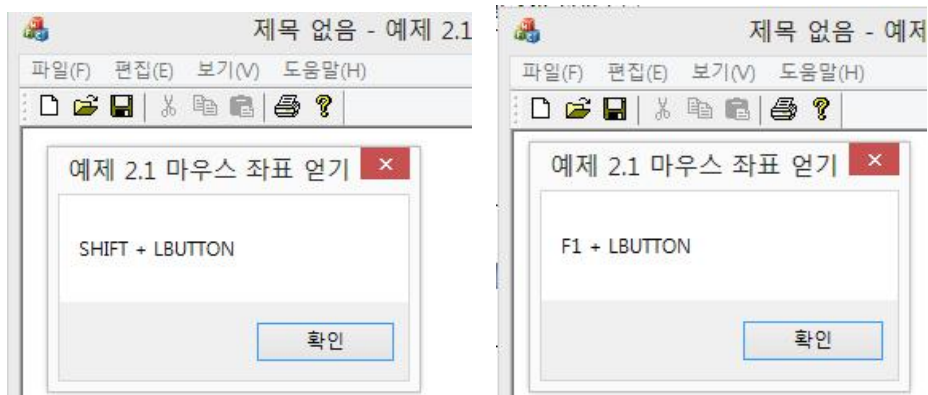 제목 없음 - 예제 2.1
파일(F) 편집(E) 보기(V) 도움말(H)
예제 2.1 마우스 좌표 얻기
SHIFT + LBUTTON
확인
제목 없음 - 예제
파일(F) 편집(E) 보기(V) 도움말(H)
예제 2.1 마우스 좌표 얻기
F1 + LBUTTON
확인